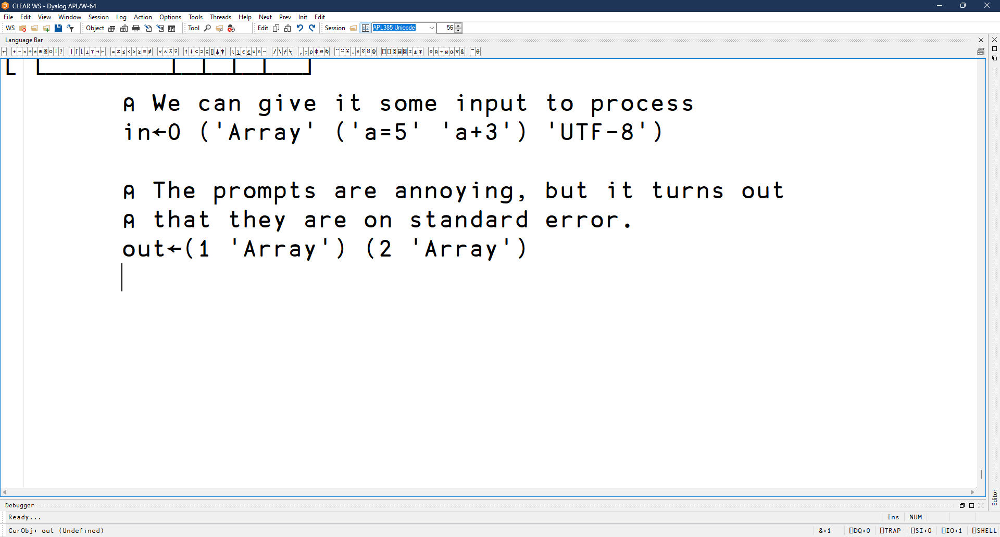 CLEAR WS - Dyalog APL/W-64
File Edit View Window Session Log Action Options Tools Threads Help Next Prev Init Edit
WS Object Tool Edit Session APL385 Unicode 56
Language Bar
⍝ We can give it some input to process
in←0 ('Array' ('a=5' 'a+3') 'UTF-8')
⍝ The prompts are annoying, but it turns out
⍝ that they are on standard error.
out←(1 'Array') (2 'Array')
Editor
Debugger
Ready...
Ins NUM
CurObj: out (Undefined)
&:1 ⎕DQ:0 ⎕TRAP ⎕SI:0 ⎕IO:1 ⎕SHELL